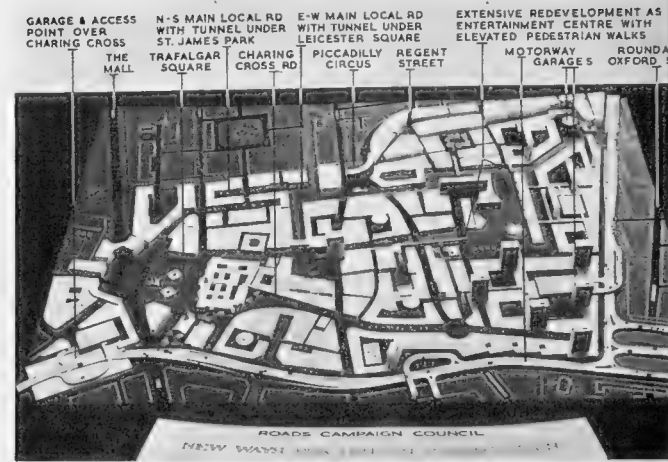 GARAGE & ACCESS
POINT OVER
CHARING CROSS
THE
MALL
N-S MAIN LOCAL RD
WITH TUNNEL UNDER
ST. JAMES PARK
TRAFALGAR
SQUARE
CHARING
CROSS RD
E-W MAIN LOCAL RD
WITH TUNNEL UNDER
LEICESTER SQUARE
PICCADILLY
CIRCUS
REGENT
STREET
EXTENSIVE REDEVELOPMENT AS
ENTERTAINMENT CENTRE WITH
ELEVATED PEDESTRIAN WALKS
MOTORWAY
GARAGES
OXFORD
ROADS CAMPAIGN COUNCIL
NEW WAYS